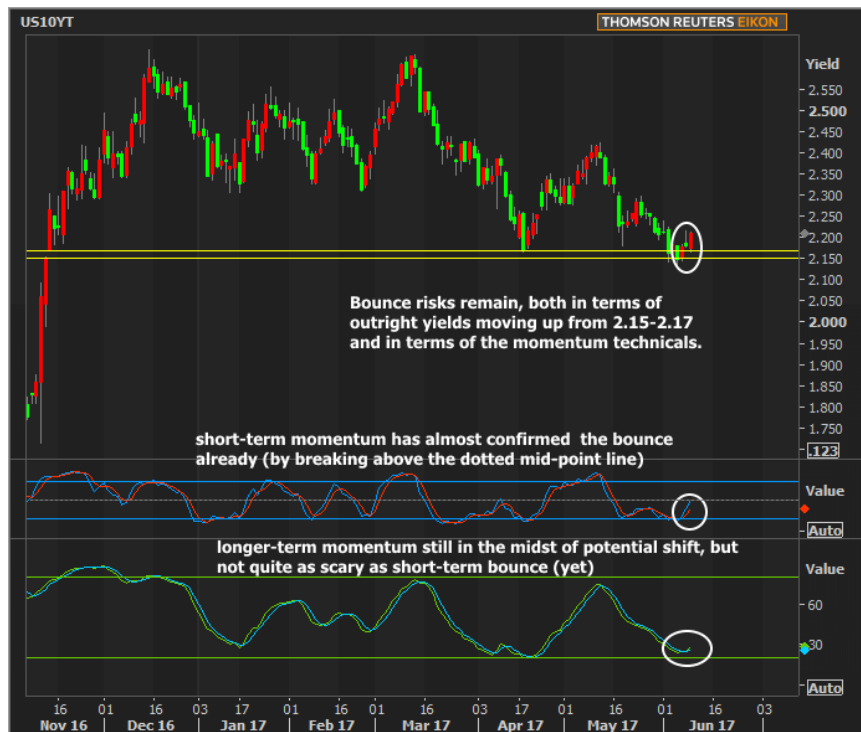 US10YT
THOMSON REUTERS EIKON
Yield
2.550
2.500
2.450
2.400
2.350
2.300
2.250
2.200
2.150
2.100
2.050
2.000
1.950
1.900
1.850
1.800
1.750
.123
Bounce risks remain, both in terms of
outright yields moving up from 2.15-2.17
and in terms of the momentum technicals.
short-term momentum has almost confirmed the bounce
already (by breaking above the dotted mid-point line)
Value
Auto
longer-term momentum still in the midst of potential shift, but
not quite as scary as short-term bounce (yet)
Value
60
30
Auto
16 01 16 03 17 01 16 01 16 03 17 01 16 01 16 03
Nov 16 Dec 16 Jan 17 Feb 17 Mar 17 Apr 17 May 17 Jun 17